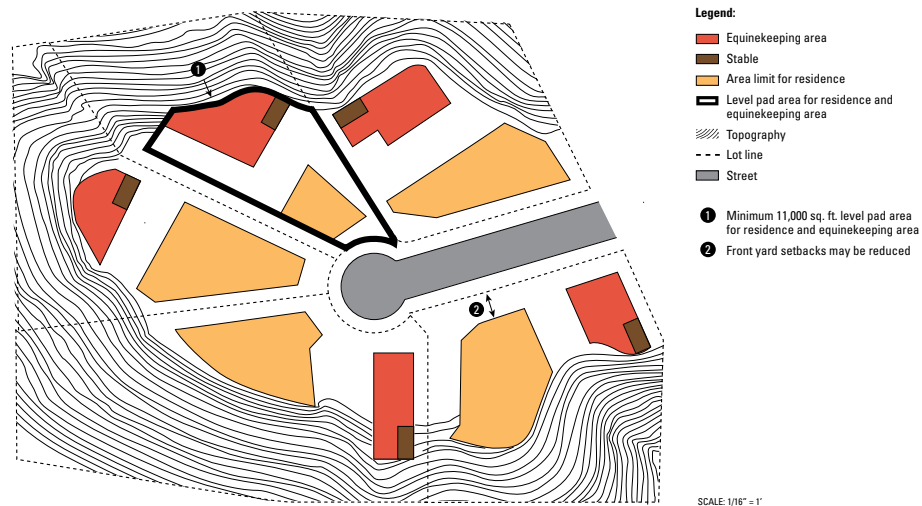 Legend:
Equinekeeping area
Stable
Area limit for residence
Level pad area for residence and
equinekeeping area
Topography
Lot line
Street
1 Minimum 11,000 sq. ft. level pad area
for residence and equinekeeping area
2 Front yard setbacks may be reduced
1
2
SCALE: 1/16" = 1'